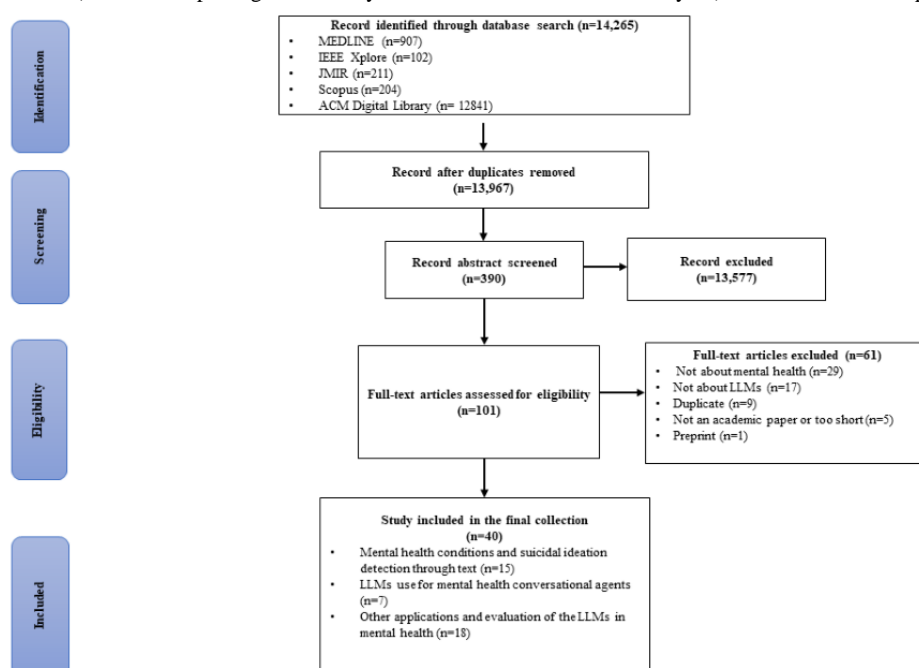 Identification
Record identified through database search (n=14,265)
• MEDLINE (n=907)
• IEEE Xplore (n=102)
• JMIR (n=211)
• Scopus (n=204)
• ACM Digital Library (n= 12841)
Record after duplicates removed
(n=13,967)
Screening
Record abstract screened
(n=390)
Record excluded
(n=13,577)
Eligibility
Full-text articles assessed for eligibility
(n=101)
Full-text articles excluded (n=61)
• Not about mental health (n=29)
• Not about LLMs (n=17)
• Duplicate (n=9)
• Not an academic paper or too short (n=5)
• Preprint (n=1)
Included
Study included in the final collection
(n=40)
• Mental health conditions and suicidal ideation
detection through text (n=15)
• LLMs use for mental health conversational agents
(n=7)
• Other applications and evaluation of the LLMs in
mental health (n=18)